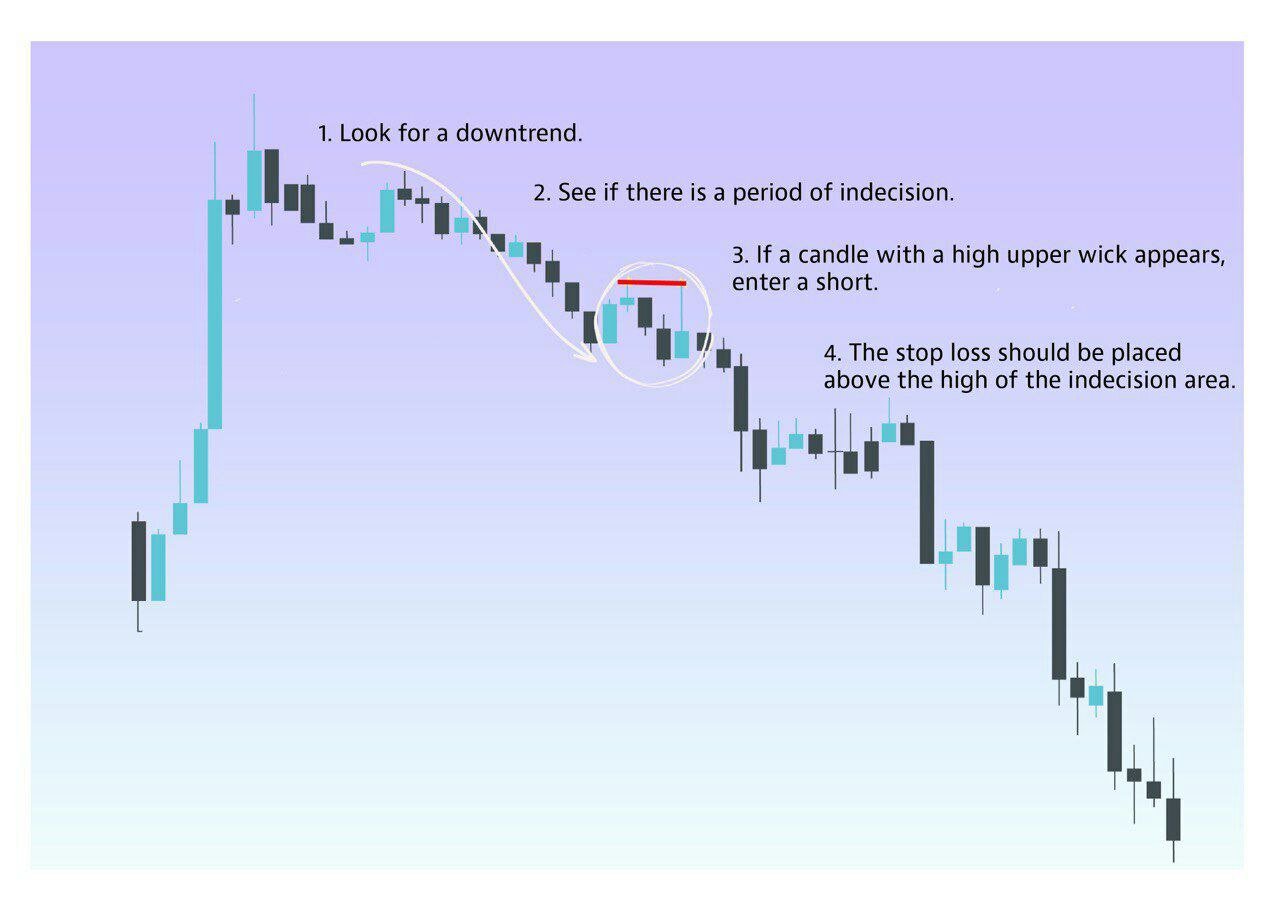 1. Look for a downtrend.
2. See if there is a period of indecision.
3. If a candle with a high upper wick appears,
enter a short.
4. The stop loss should be placed
above the high of the indecision area.